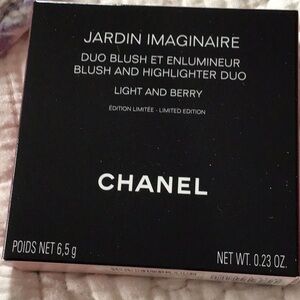 JARDIN IMAGINAIRE
DUO BLUSH ET ENLUMINEUR
BLUSH AND HIGHLIGHTER DUO
LIGHT AND BERRY
ÉDITION LIMITÉE - LIMITED EDITION
CHANEL
POIDS NET 6,5 g
NET WT. 0.23 OZ.